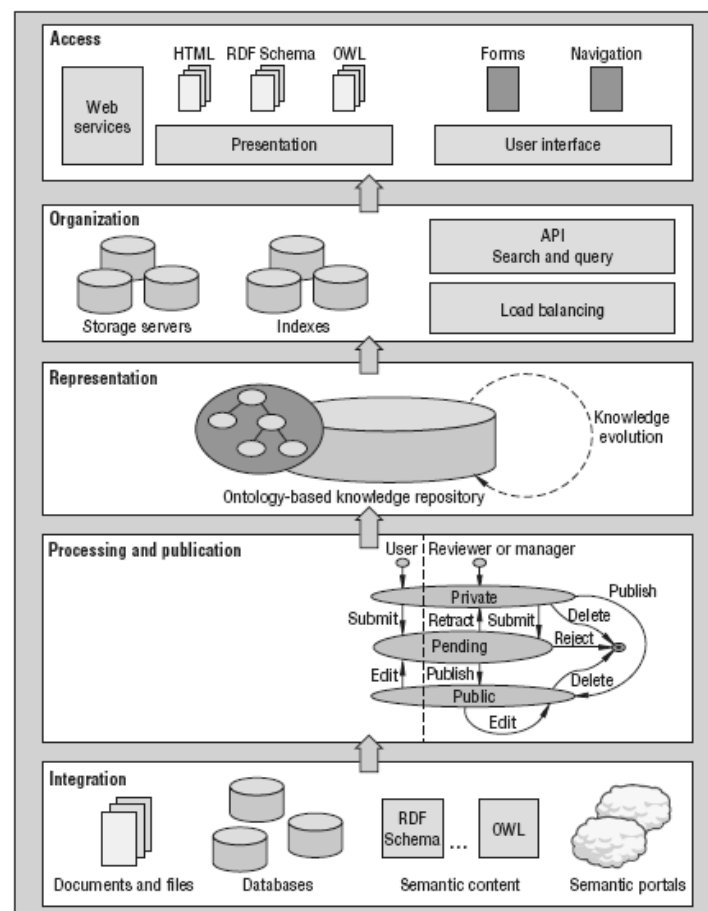 Access
HTML RDF Schema OWL
Forms Navigation
Web
services
Presentation
User interface
Organization
API
Search and query
Load balancing
Storage servers
Indexes
Representation
Knowledge
evolution
Ontology-based knowledge repository
Processing and publication
User
Reviewer or manager
Private
Publish
Submit
Retract
Submit
Delete
Pending
Reject
Edit
Publish
Delete
Public
Edit
Integration
RDF
Schema
...
OWL
Documents and files
Databases
Semantic content
Semantic portals